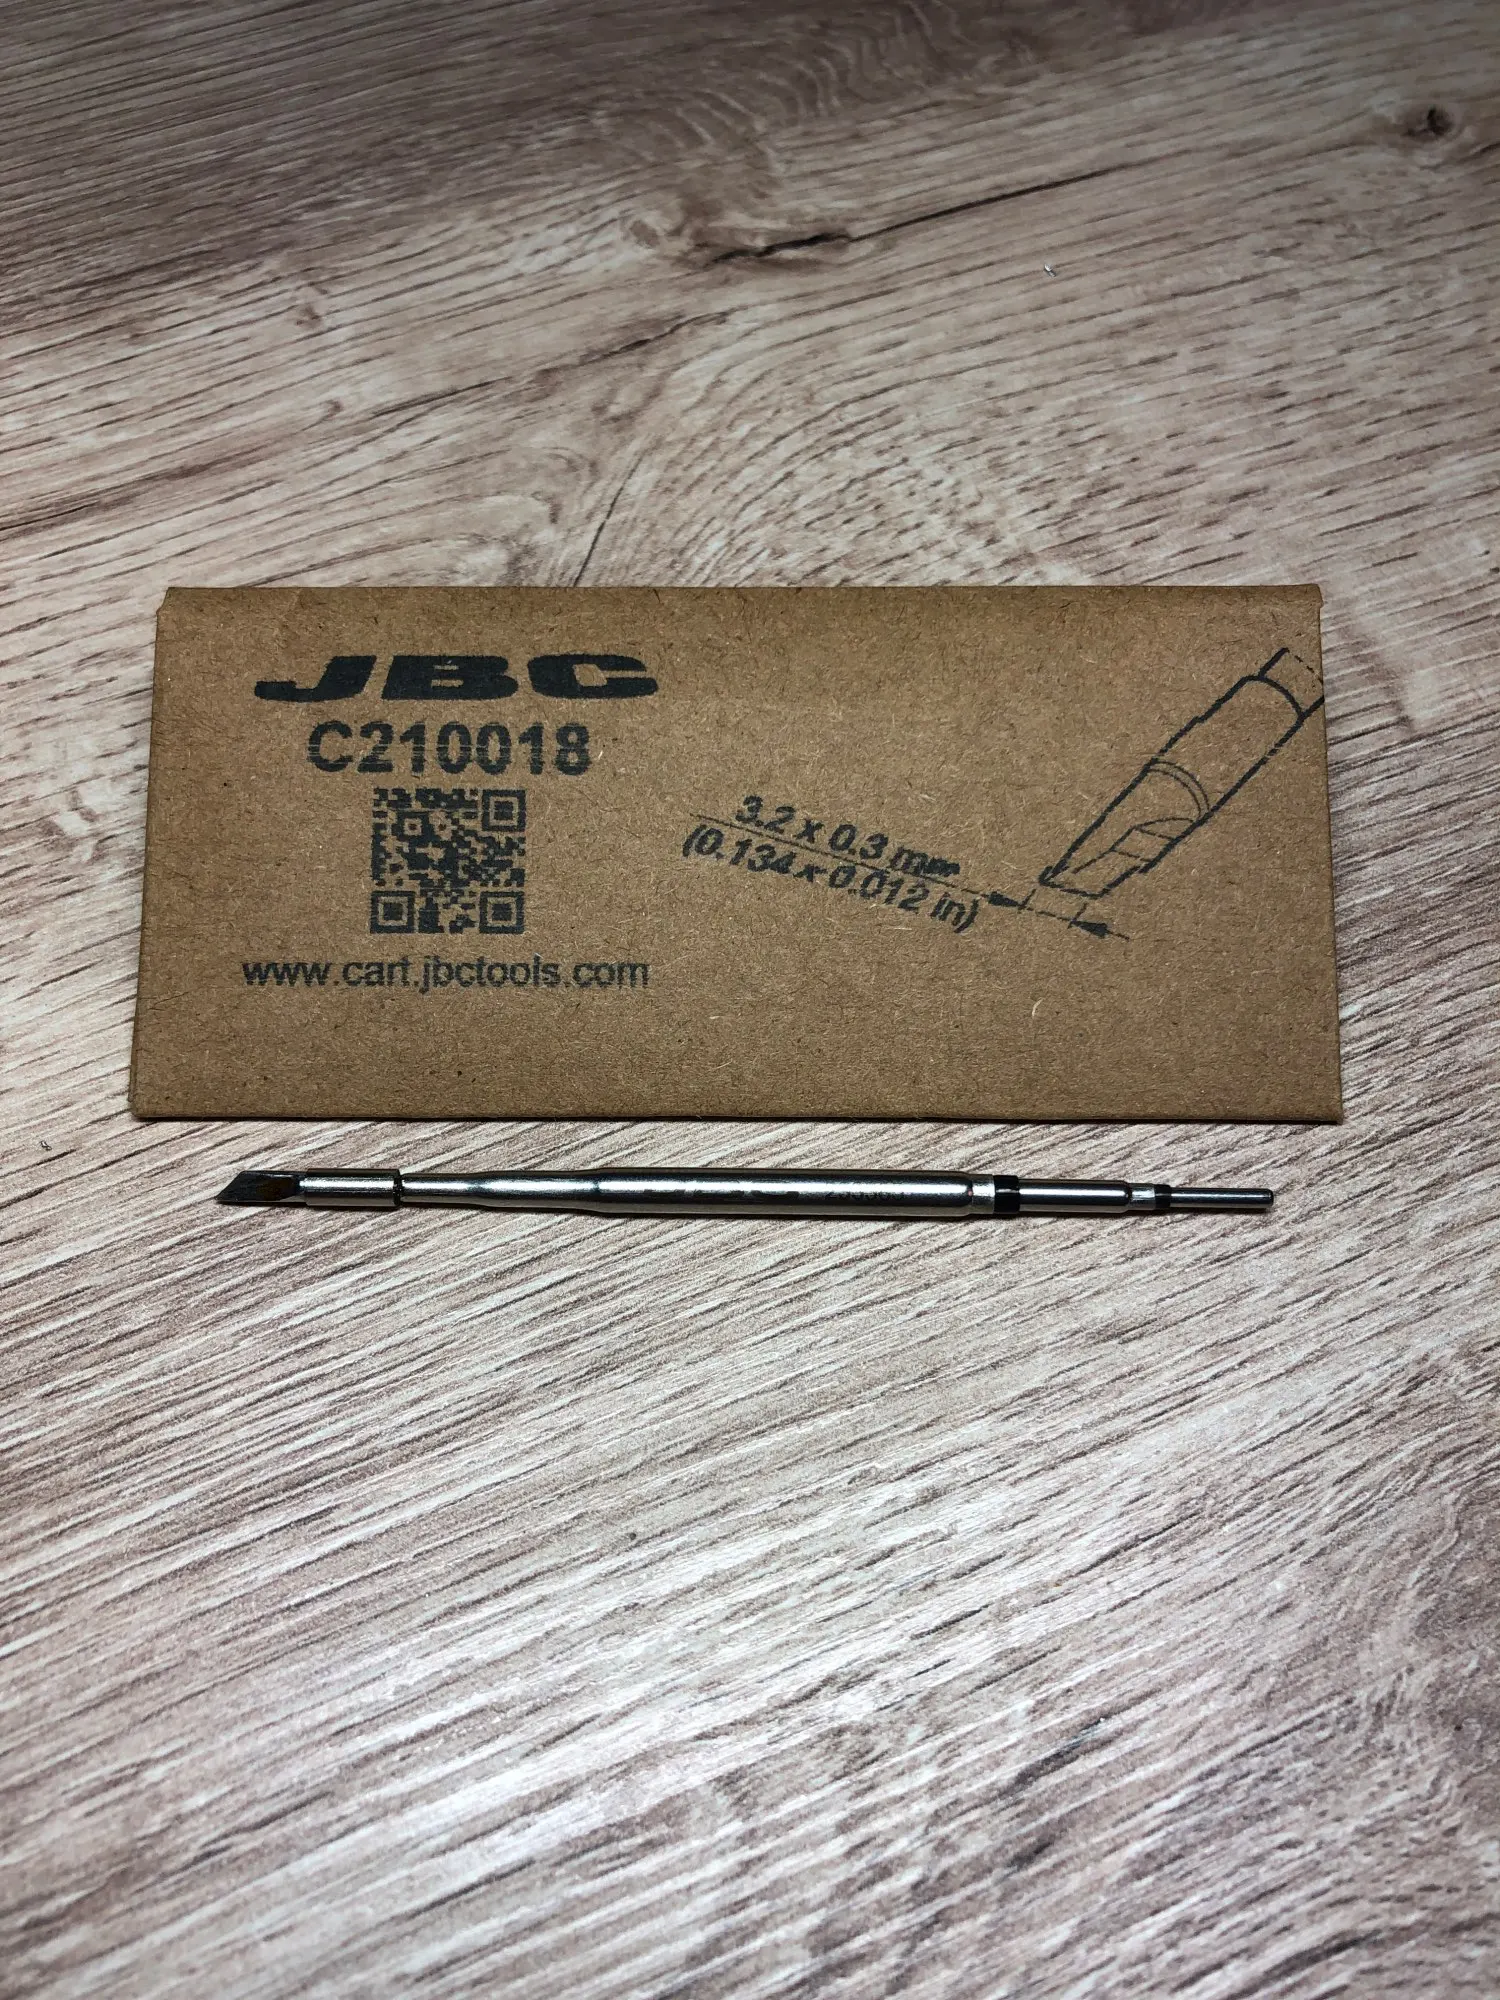 JBC
C210018
www.cart.jbctools.com
3.2 x 0.3 mm
(0.134 x 0.012 in)